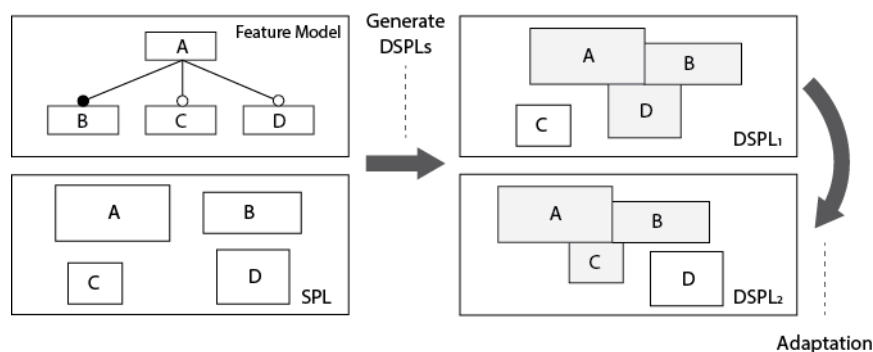 Feature Model
A
B
C
D
Generate
DSPLs
A
B
C
D
DSPL₁
A
B
C
D
SPL
A
B
C
D
DSPL₂
Adaptation